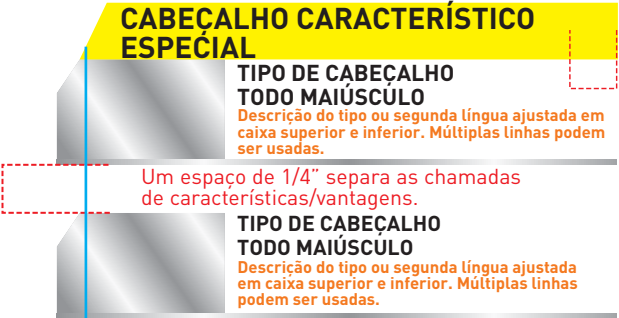 CABEÇALHO CARACTERÍSTICO
ESPECIAL
TIPO DE CABEÇALHO
TODO MAIÚSCULO
Descrição do tipo ou segunda língua ajustada em
caixa superior e inferior. Múltiplas linhas podem
ser usadas.
Um espaço de 1/4” separa as chamadas
de características/vantagens.
TIPO DE CABEÇALHO
TODO MAIÚSCULO
Descrição do tipo ou segunda língua ajustada
em caixa superior e inferior. Múltiplas linhas
podem ser usadas.